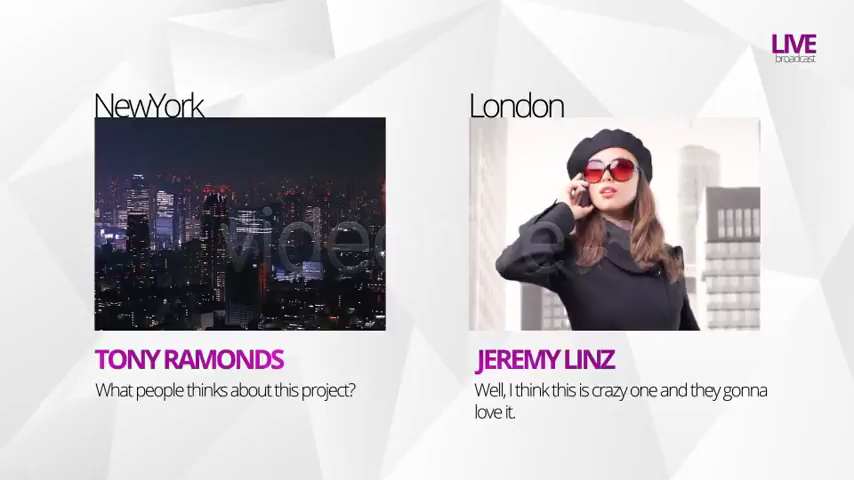 LIVE
broadcast
NewYork
London
videohive
TONY RAMONDS
JEREMY LINZ
What people thinks about this project?
Well, I think this is crazy one and they gonna
love it.